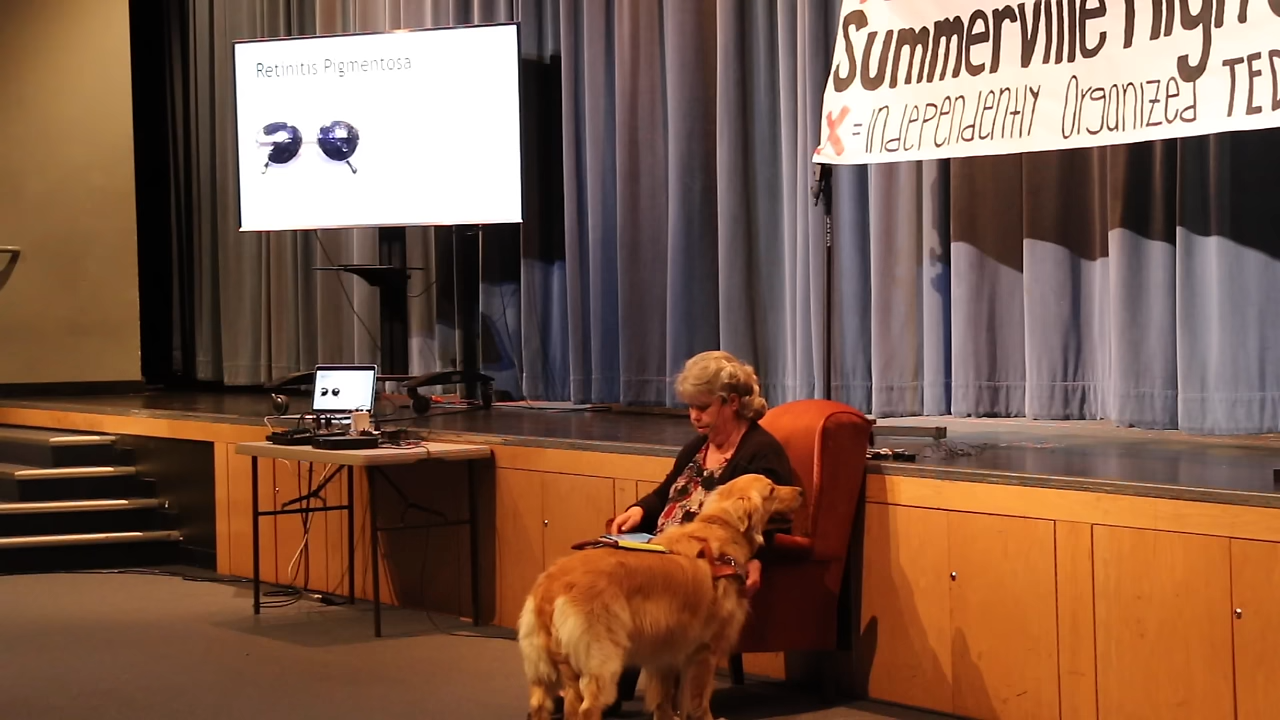 Retinitis Pigmentosa
Summerville High
X = Independently Organized TED